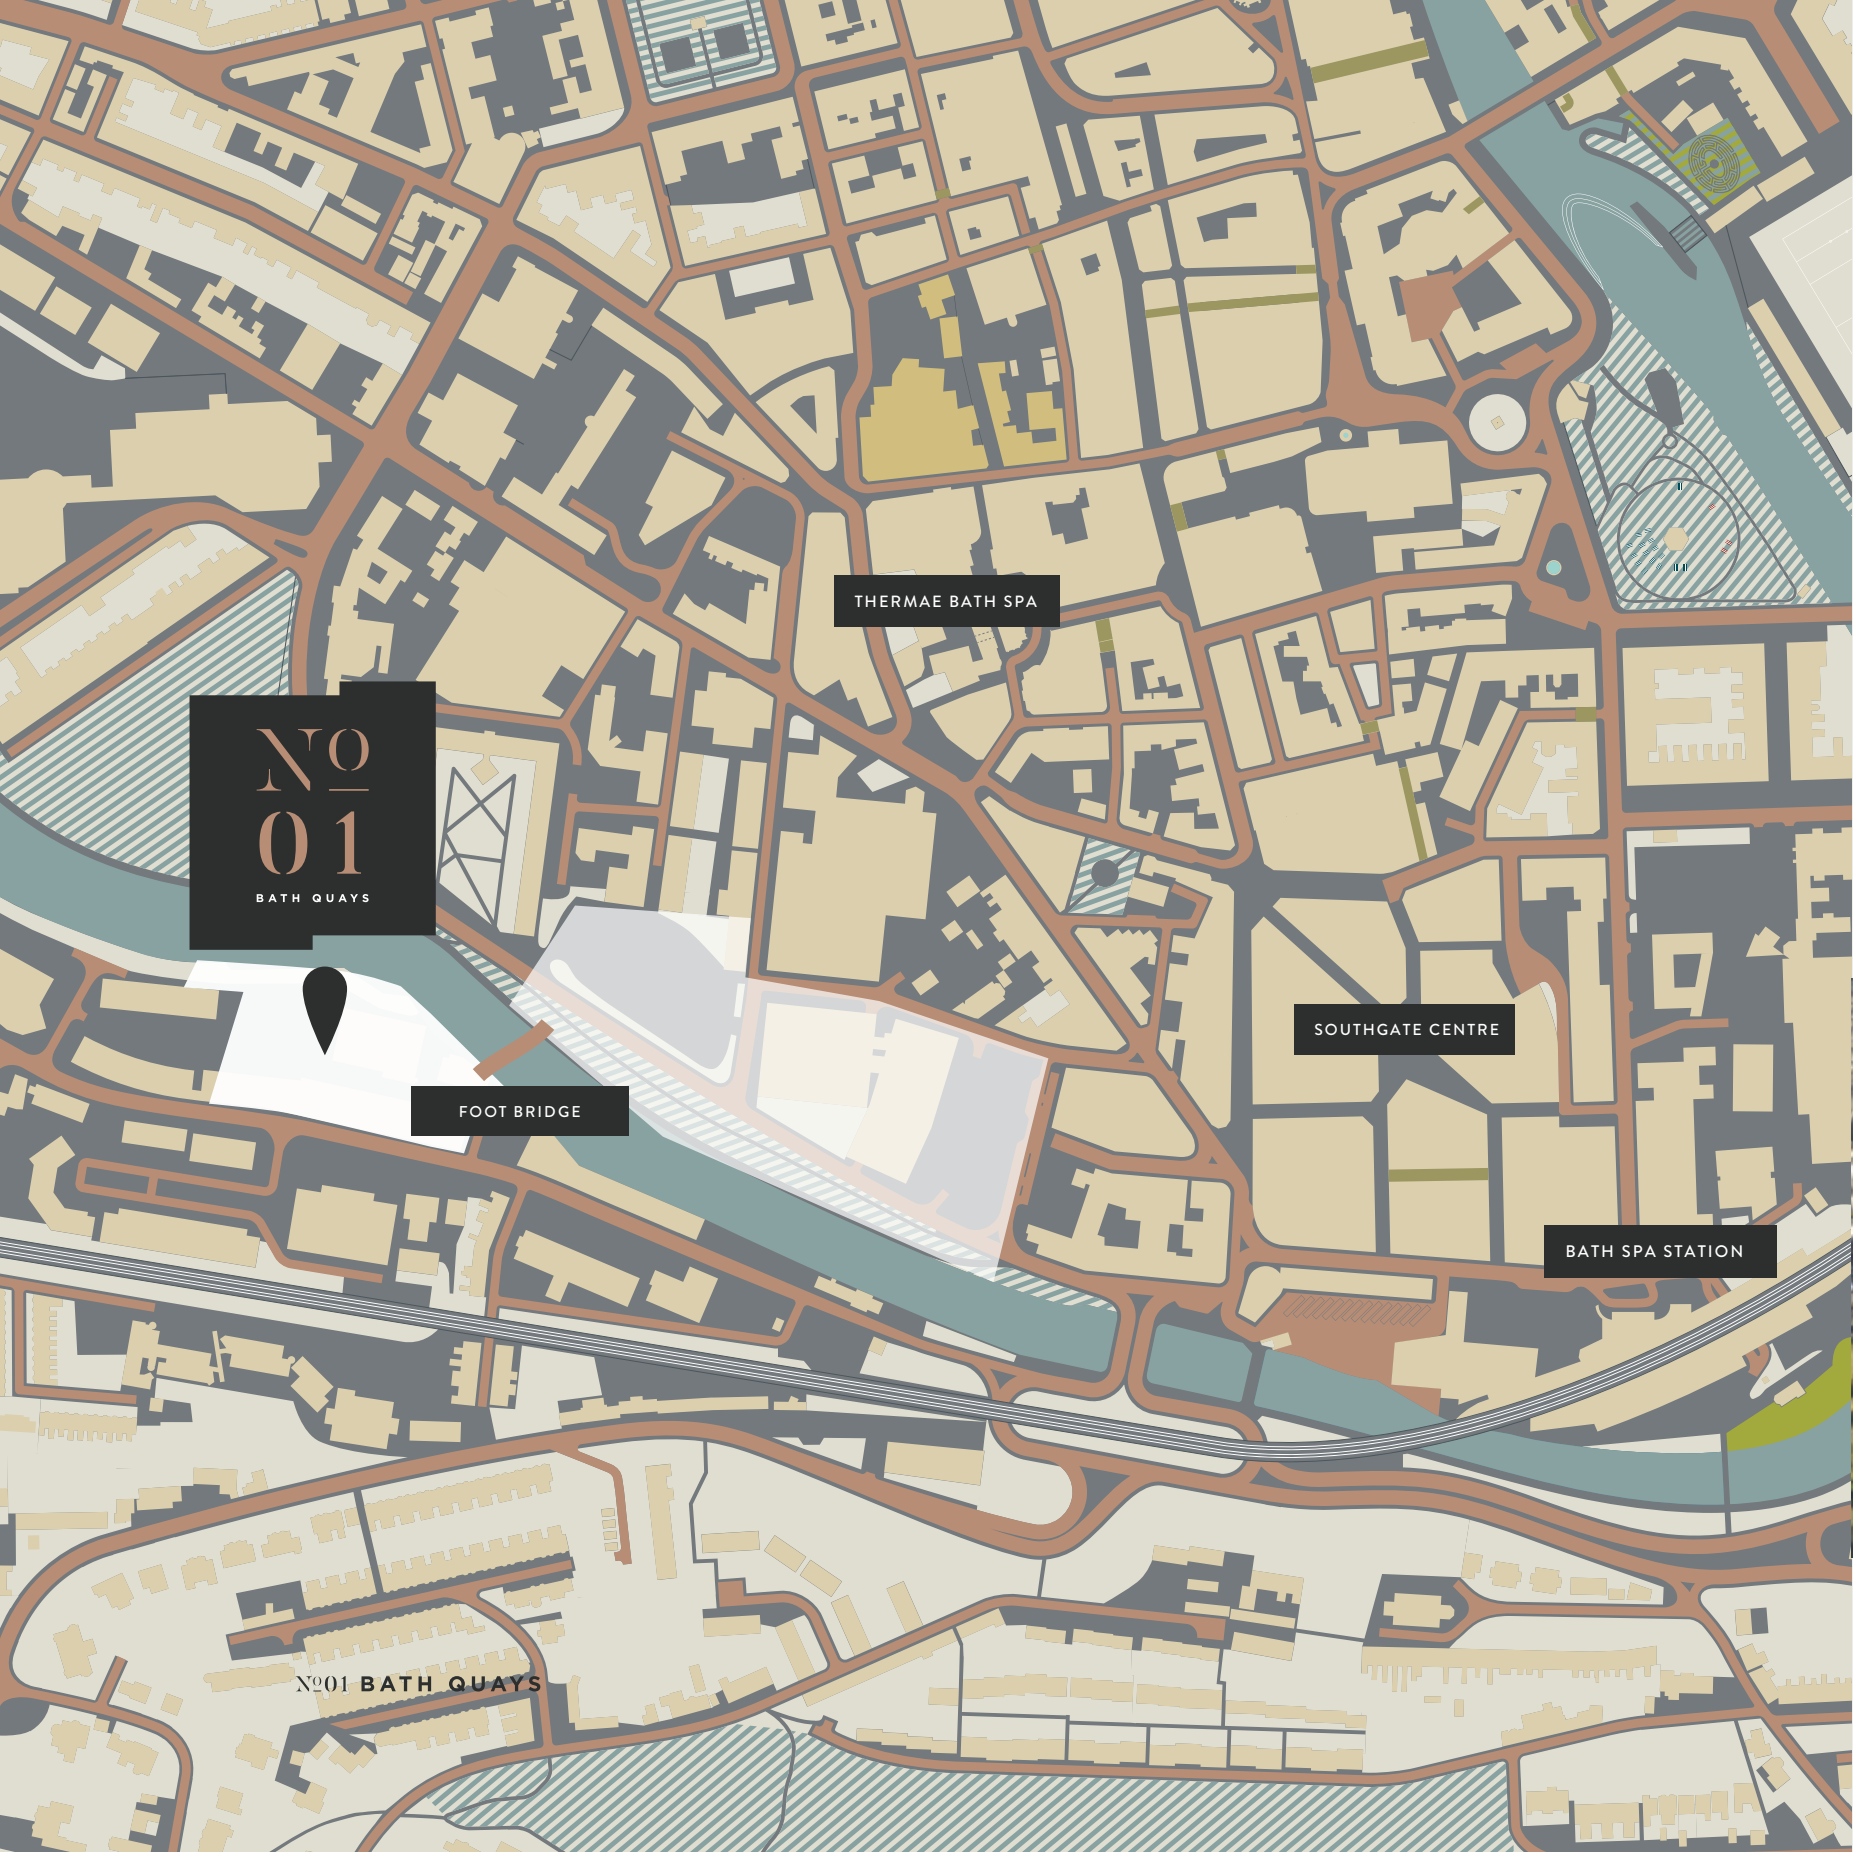 THERMAE BATH SPA
Nº
01
BATH QUAYS
SOUTHGATE CENTRE
FOOT BRIDGE
BATH SPA STATION
Nº01 BATH QUAYS